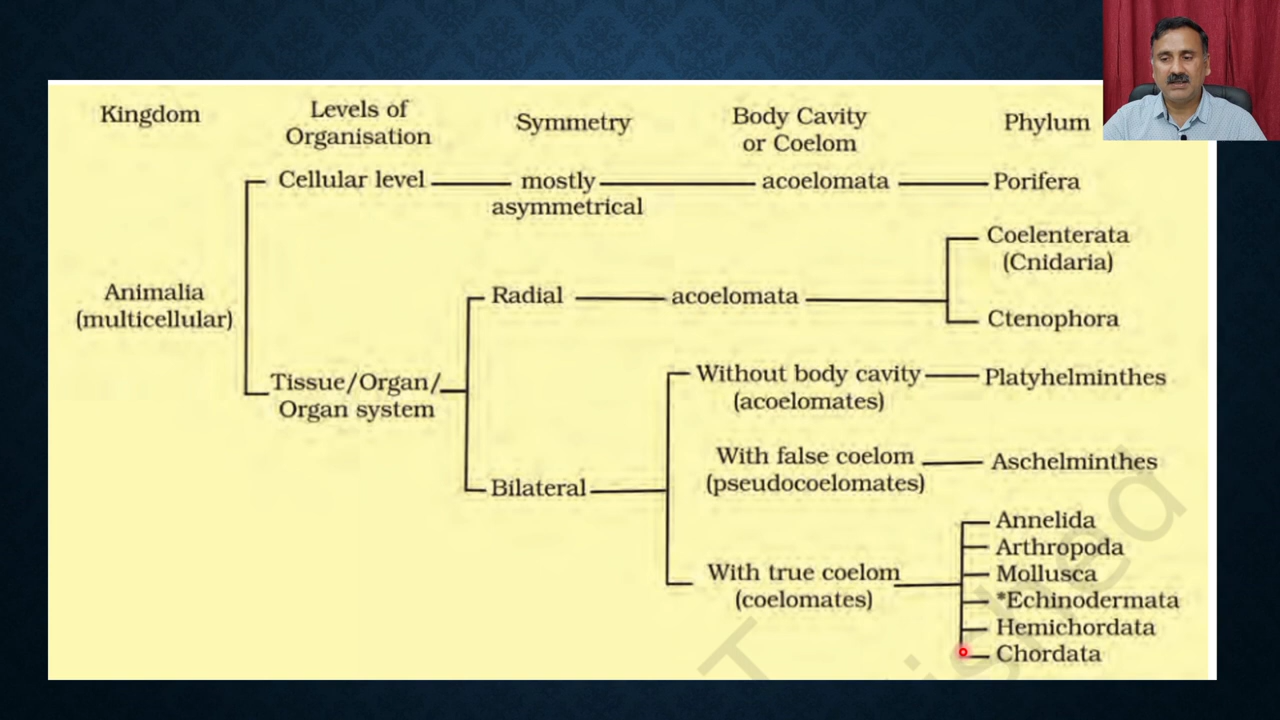 Kingdom
Levels of
Organisation
Symmetry
Body Cavity
or Coelom
Phylum
Cellular level
mostly
asymmetrical
acoelomata
Porifera
Animalia
(multicellular)
Radial
acoelomata
Coelenterata
(Cnidaria)
Ctenophora
Tissue/Organ/
Organ system
Bilateral
Without body cavity
(acoelomates)
Platyhelminthes
With false coelom
(pseudocoelomates)
Aschelminthes
With true coelom
(coelomates)
Annelida
Arthropoda
Mollusca
*Echinodermata
Hemichordata
Chordata